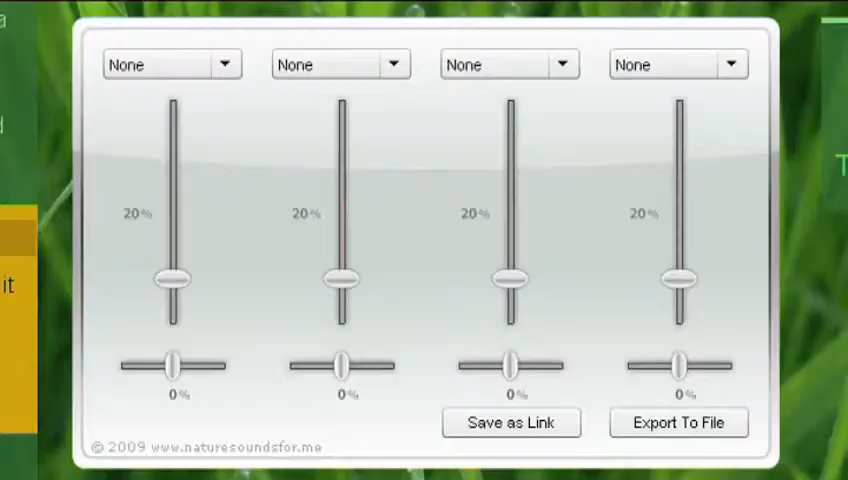 None None None None
20% 20% 20% 20%
it
0% 0% 0% 0%
Save as Link Export To File
© 2009 www.naturesoundsfor.me